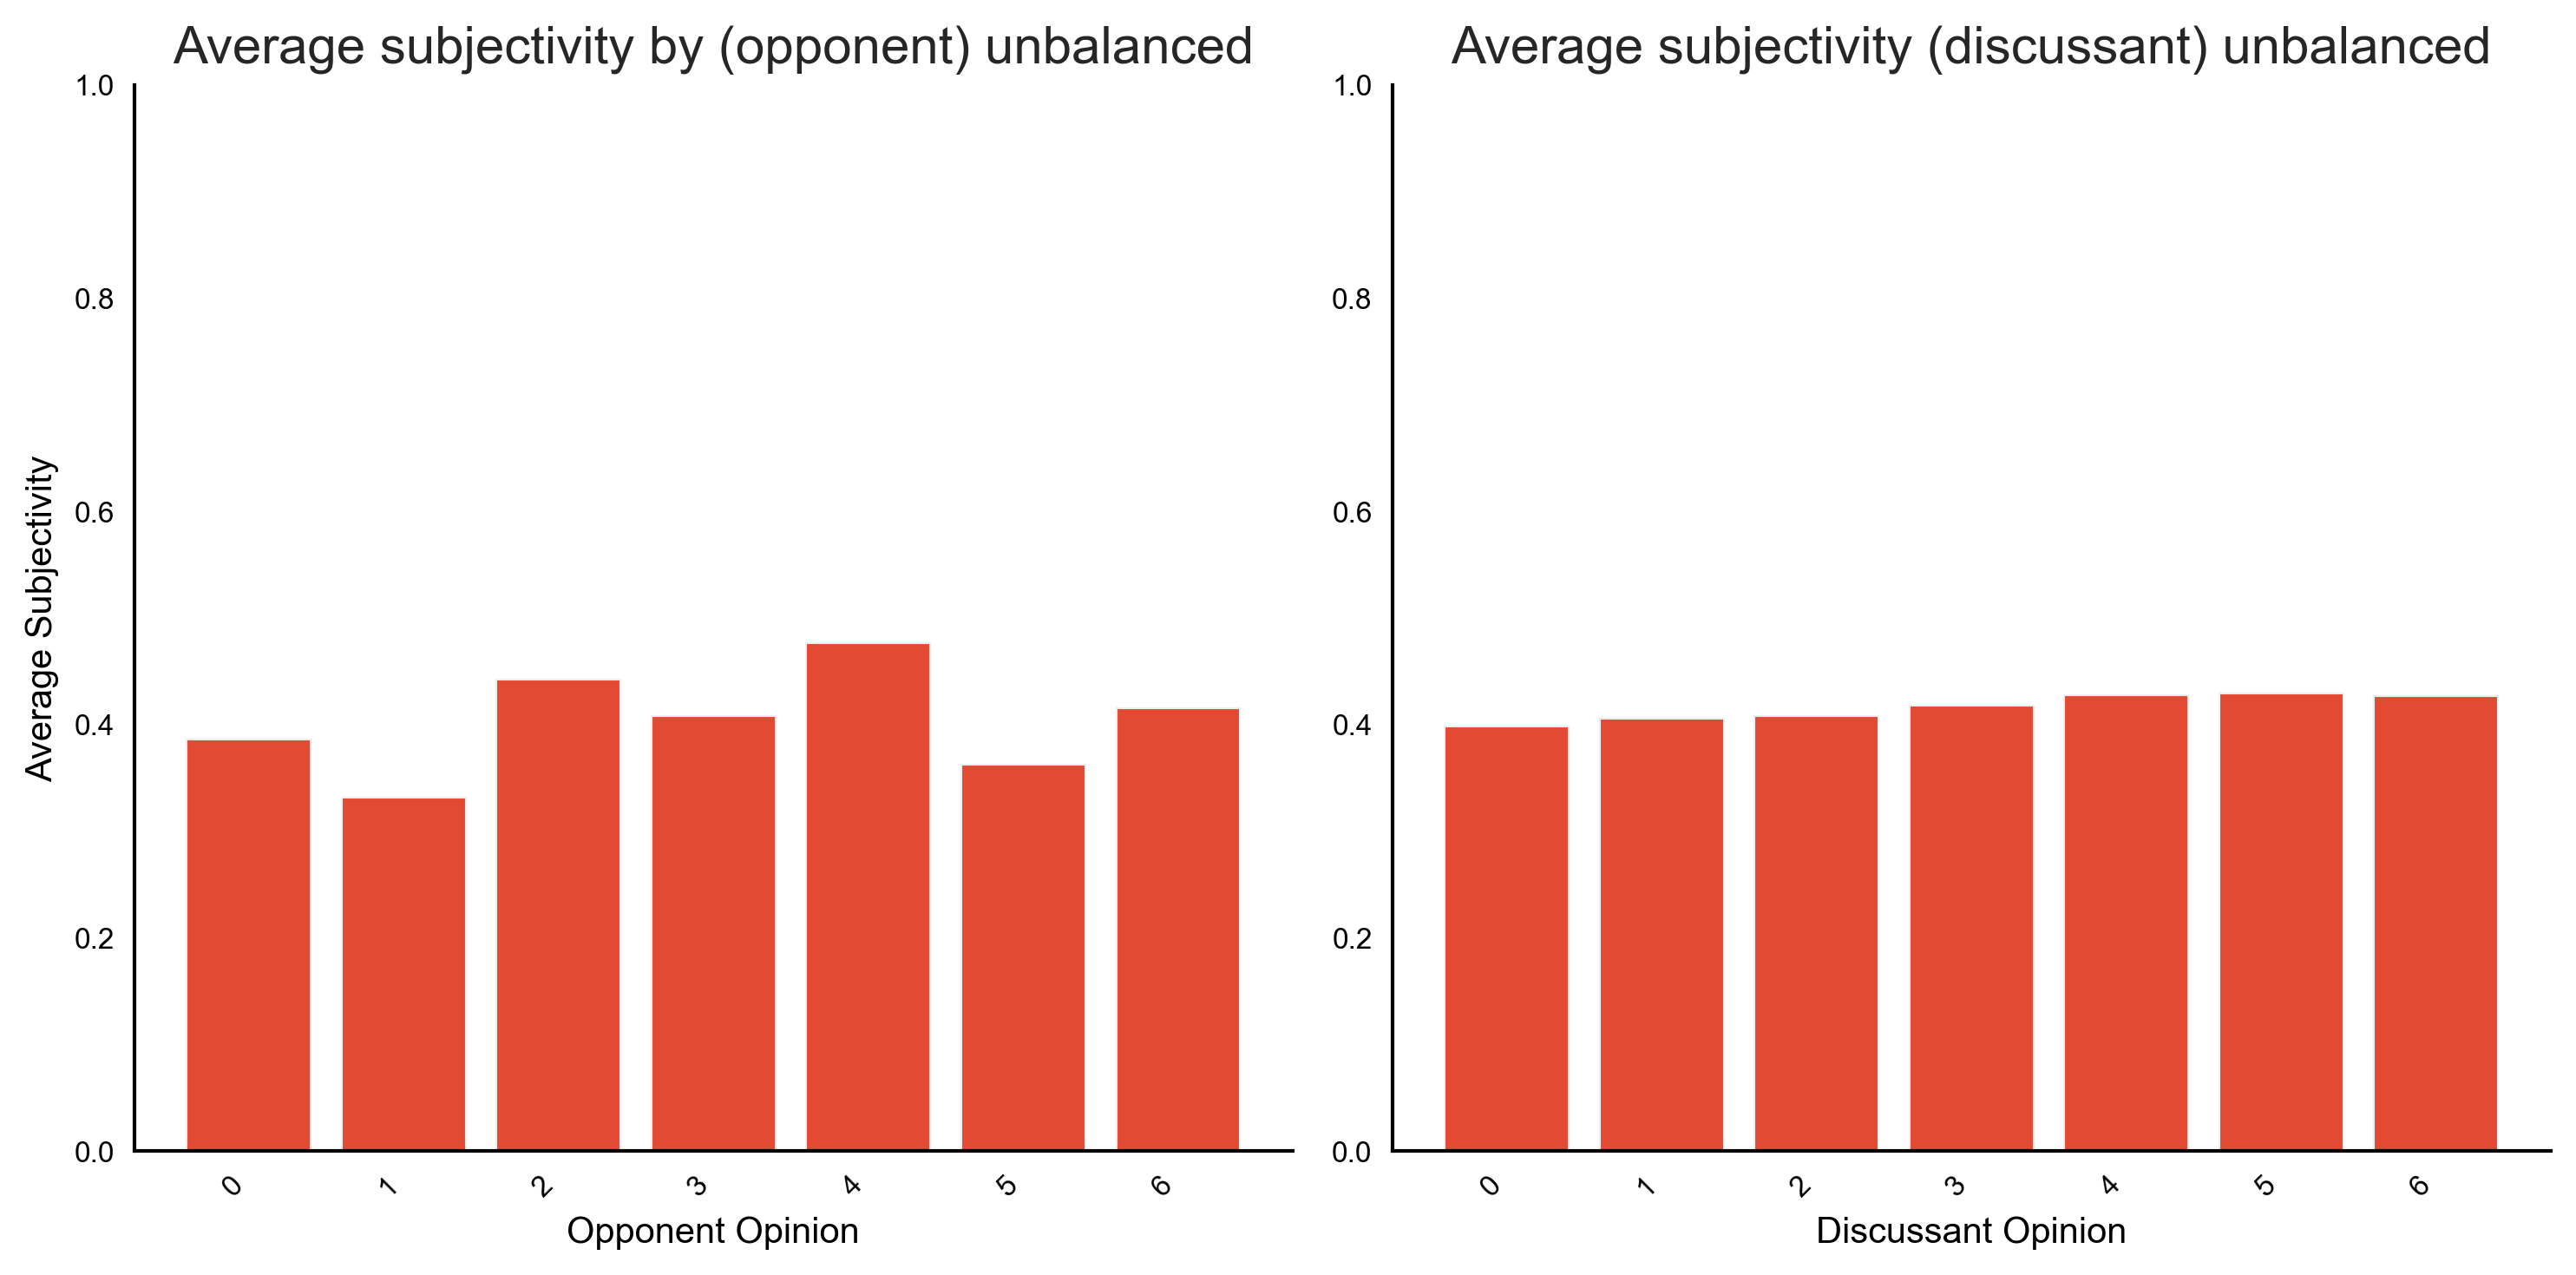 Average subjectivity by (opponent) unbalanced
1.0
0.8
0.6
0.4
0.2
0.0
Average Subjectivity
0 1 2 3 4 5 6
Opponent Opinion
Average subjectivity (discussant) unbalanced
1.0
0.8
0.6
0.4
0.2
0.0
0 1 2 3 4 5 6
Discussant Opinion